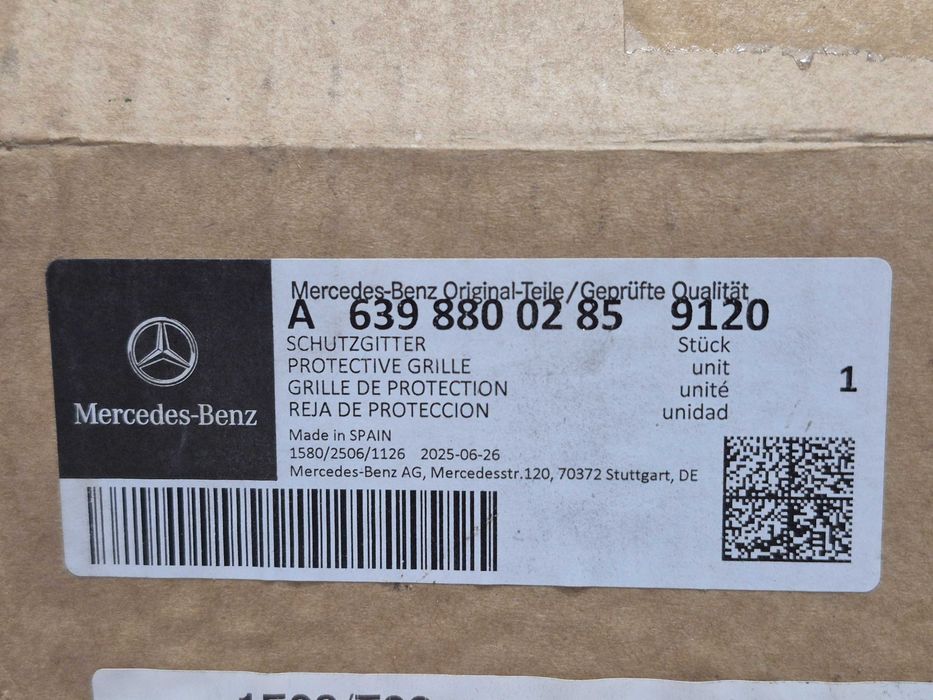 Mercedes-Benz
Mercedes-Benz Original-Teile/Geprüfte Qualität
A 639 880 02 85 9120
SCHUTZGITTER Stück
PROTECTIVE GRILLE unit
GRILLE DE PROTECTION unité
REJA DE PROTECCION unidad
1
Made in SPAIN
1580/2506/1126 2025-06-26
Mercedes-Benz AG, Mercedesstr.120, 70372 Stuttgart, DE